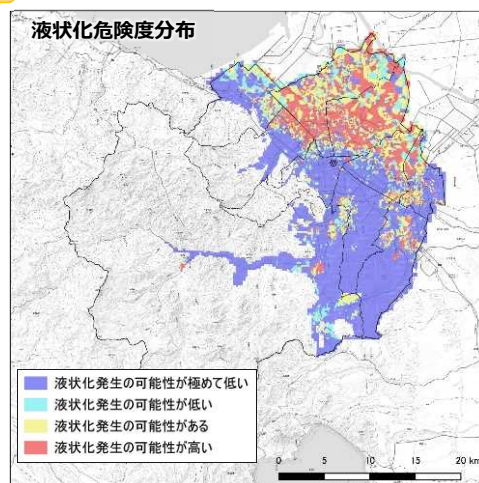 液状化危険度分布
液状化発生の可能性が極めて低い
液状化発生の可能性が低い
液状化発生の可能性がある
液状化発生の可能性が高い
0 5 10 15 20 km